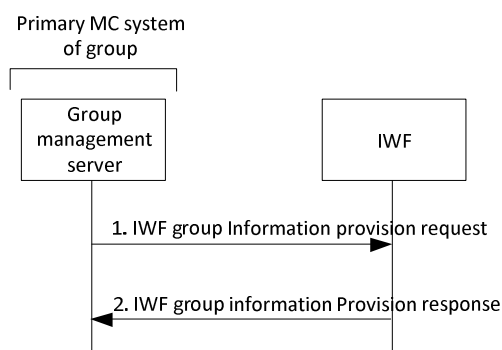 Primary MC system
of group
Group
management
server
IWF
1. IWF group Information provision request
2. IWF group information Provision response